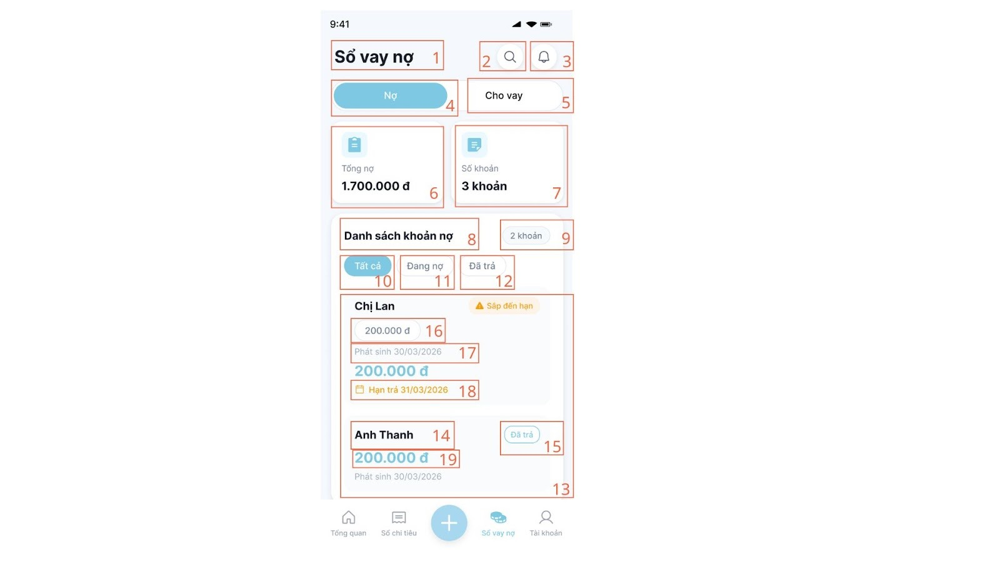 9:41
Sổ vay nợ 1
2
3
Nợ 4
Cho vay 5
Tổng nợ
1.700.000 đ 6
Số khoản
3 khoản 7
Danh sách khoản nợ 8
2 khoản 9
Tất cả 10
Đang nợ 11
Đã trả 12
Chị Lan
Sắp đến hạn
200.000 đ 16
Phát sinh 30/03/2026 17
200.000 đ
Hạn trả 31/03/2026 18
Anh Thanh 14
Đã trả 15
200.000 đ 19
Phát sinh 30/03/2026
13
Tổng quan
Sổ chi tiêu
Sổ vay nợ
Tài khoản